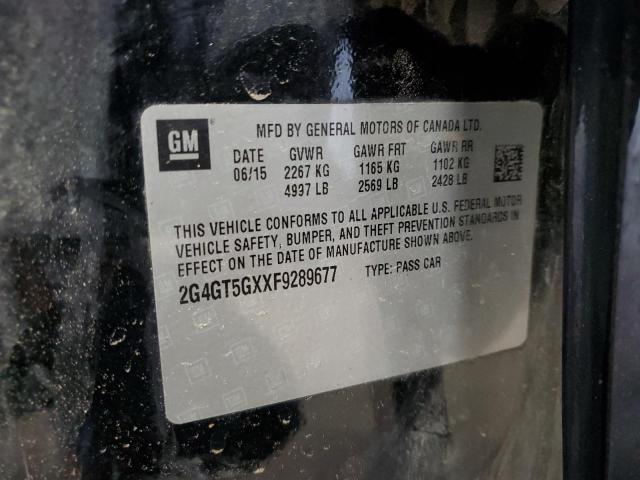 GM
MFD BY GENERAL MOTORS OF CANADA LTD.
DATE GVWR GAWR FRT GAWR RR
06/15 2267 KG 1165 KG 1102 KG
4997 LB 2569 LB 2428 LB
THIS VEHICLE CONFORMS TO ALL APPLICABLE U.S. FEDERAL MOTOR
VEHICLE SAFETY, BUMPER, AND THEFT PREVENTION STANDARDS IN
EFFECT ON THE DATE OF MANUFACTURE SHOWN ABOVE.
2G4GT5GXXF9289677 TYPE: PASS CAR